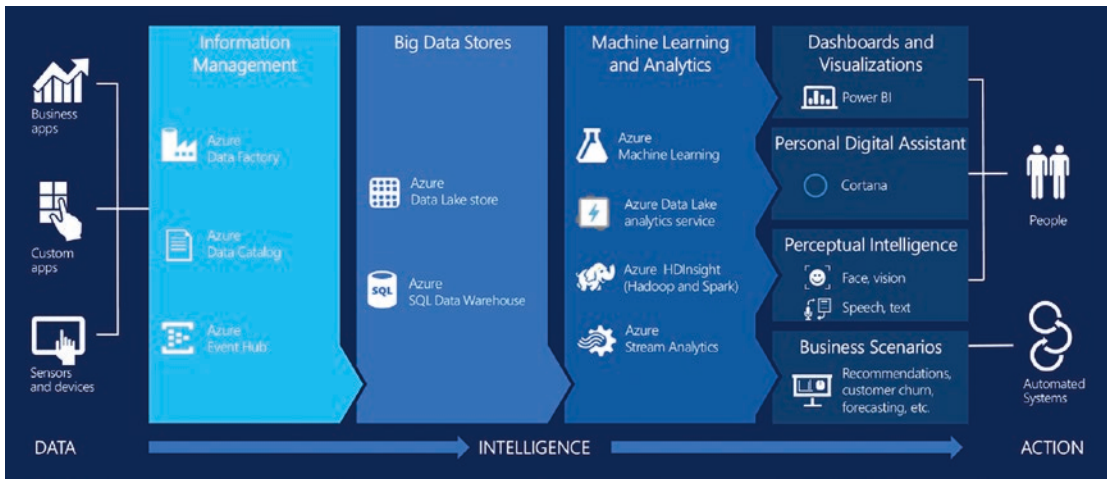 Business
apps
Custom
apps
Sensors
and devices
DATA
Information
Management
Azure
Data Factory
Azure
Data Catalog
Azure
Event Hub
Big Data Stores
Azure
Data Lake store
SQL
Azure
SQL Data Warehouse
Machine Learning
and Analytics
Azure
Machine Learning
Azure Data Lake
analytics service
Azure HDInsight
(Hadoop and Spark)
Azure
Stream Analytics
Dashboards and
Visualizations
Power BI
Personal Digital Assistant
Cortana
Perceptual Intelligence
Face, vision
Speech, text
Business Scenarios
Recommendations,
customer churn,
forecasting, etc.
INTELLIGENCE
People
Automated
Systems
ACTION